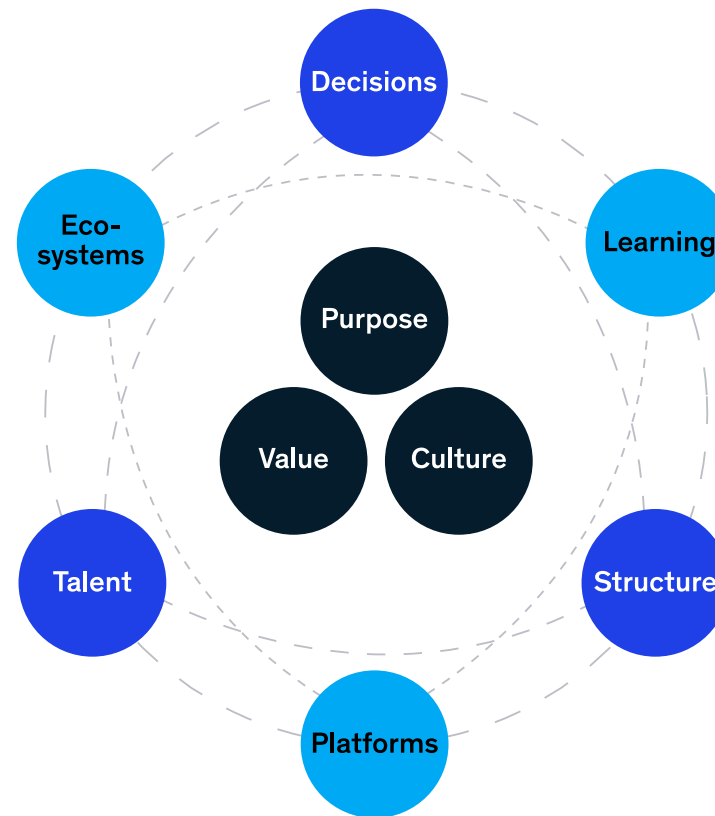 Decisions
Eco-
systems
Learning
Purpose
Value
Culture
Talent
Structure
Platforms